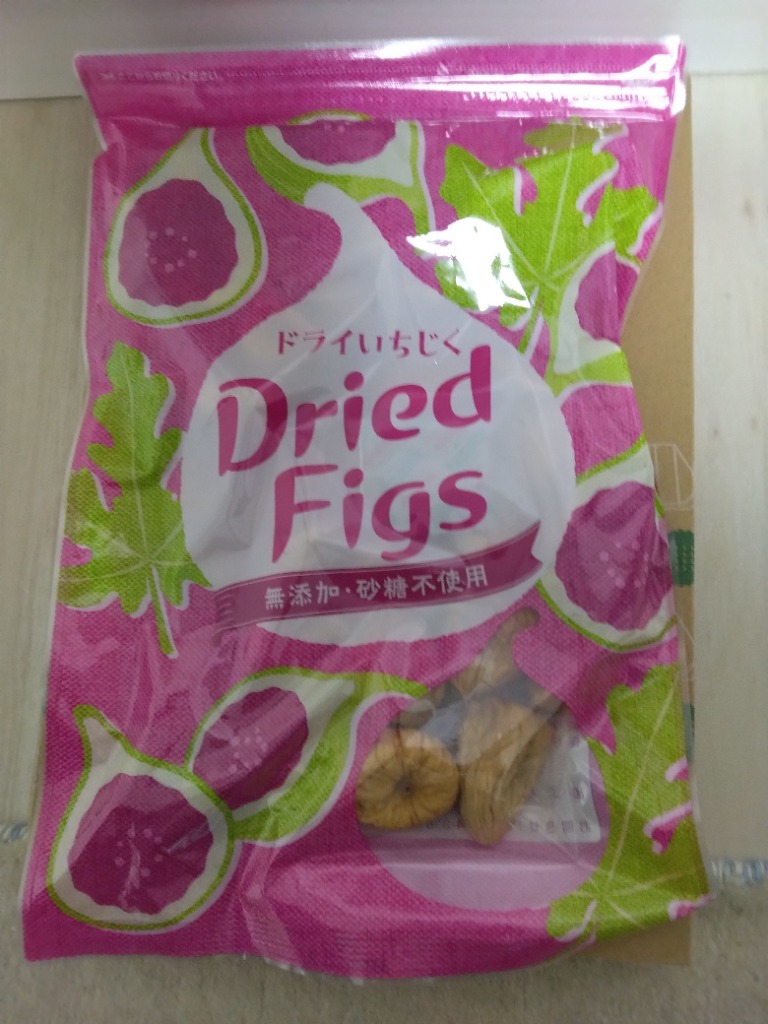 ドライいちじく
Dried
Figs
無添加・砂糖不使用